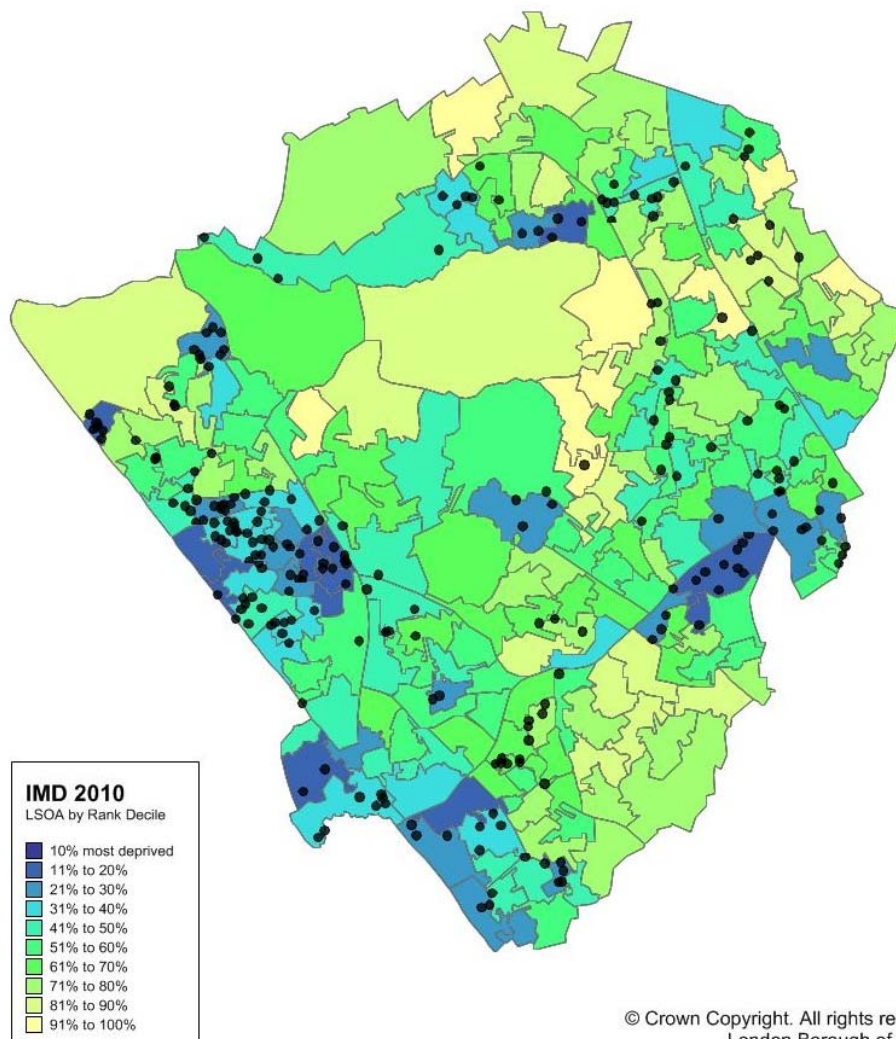 IMD 2010
LSOA by Rank Decile
10% most deprived
11% to 20%
21% to 30%
31% to 40%
41% to 50%
51% to 60%
61% to 70%
71% to 80%
81% to 90%
91% to 100%
© Crown Copyright. All rights re
London Borough of